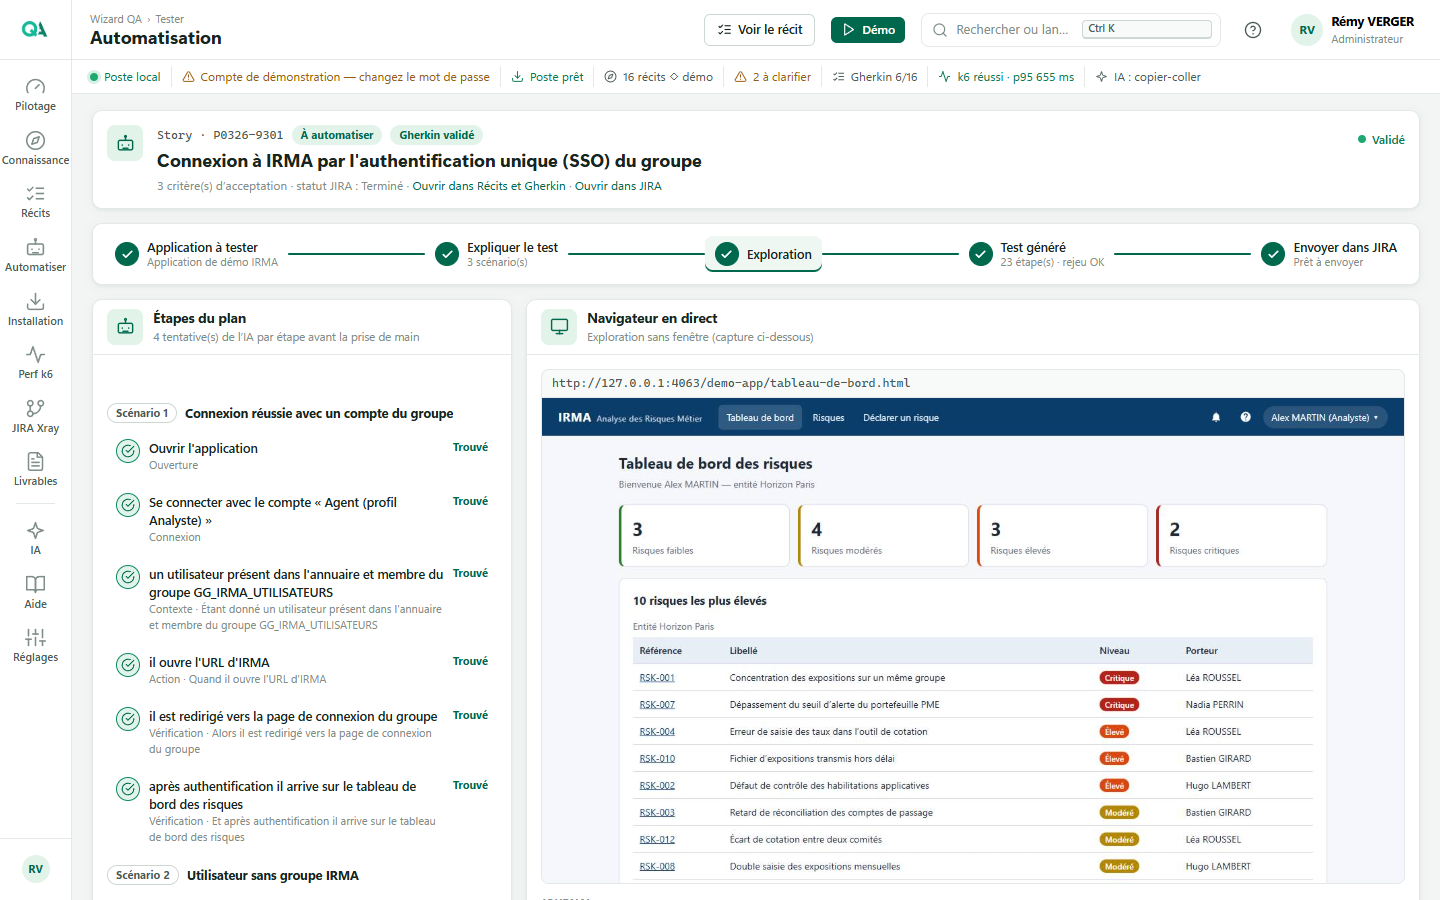 QA
Wizard QA › Tester
Automatisation
Voir le récit
Démo
Rechercher ou lan...
Ctrl K
RV
Rémy VERGER
Administrateur
Poste local
Compte de démonstration — changez le mot de passe
Poste prêt
16 récits ◇ démo
2 à clarifier
Gherkin 6/16
k6 réussi · p95 655 ms
IA : copier-coller
Pilotage
Connaissance
Récits
Automatiser
Installation
Perf k6
JIRA Xray
Livrables
IA
Aide
Réglages
RV
Story · P0326-9301
À automatiser
Gherkin validé
Validé
Connexion à IRMA par l'authentification unique (SSO) du groupe
3 critère(s) d'acceptation · statut JIRA : Terminé · Ouvrir dans Récits et Gherkin · Ouvrir dans JIRA
Application à tester
Application de démo IRMA
Expliquer le test
3 scénario(s)
Exploration
Test généré
23 étape(s) · rejeu OK
Envoyer dans JIRA
Prêt à envoyer
Étapes du plan
4 tentative(s) de l'IA par étape avant la prise de main
Scénario 1
Connexion réussie avec un compte du groupe
Ouvrir l'application
Trouvé
Ouverture
Se connecter avec le compte « Agent (profil
Analyste) »
Trouvé
Connexion
un utilisateur présent dans l'annuaire et membre du
groupe GG_IRMA_UTILISATEURS
Trouvé
Contexte · Étant donné un utilisateur présent dans l'annuaire
et membre du groupe GG_IRMA_UTILISATEURS
il ouvre l'URL d'IRMA
Trouvé
Action · Quand il ouvre l'URL d'IRMA
il est redirigé vers la page de connexion du groupe
Trouvé
Vérification · Alors il est redirigé vers la page de connexion
du groupe
après authentification il arrive sur le tableau de
bord des risques
Trouvé
Vérification · Et après authentification il arrive sur le tableau
de bord des risques
Scénario 2
Utilisateur sans groupe IRMA
Navigateur en direct
Exploration sans fenêtre (capture ci-dessous)
http://127.0.0.1:4063/demo-app/tableau-de-bord.html
IRMA Analyse des Risques Métier
Tableau de bord
Risques
Déclarer un risque
Alex MARTIN (Analyste)
Tableau de bord des risques
Bienvenue Alex MARTIN — entité Horizon Paris
3
Risques faibles
4
Risques modérés
3
Risques élevés
2
Risques critiques
10 risques les plus élevés
Entité Horizon Paris
Référence Libellé Niveau Porteur
RSK-001 Concentration des expositions sur un même groupe Critique Léa ROUSSEL
RSK-007 Dépassement du seuil d'alerte du portefeuille PME Critique Nadia PERRIN
RSK-004 Erreur de saisie des taux dans l'outil de cotation Élevé Léa ROUSSEL
RSK-010 Fichier d'expositions transmis hors délai Élevé Bastien GIRARD
RSK-002 Défaut de contrôle des habilitations applicatives Élevé Hugo LAMBERT
RSK-003 Retard de réconciliation des comptes de passage Modéré Bastien GIRARD
RSK-012 Écart de cotation entre deux comités Modéré Léa ROUSSEL
RSK-008 Double saisie des expositions mensuelles Modéré Hugo LAMBERT